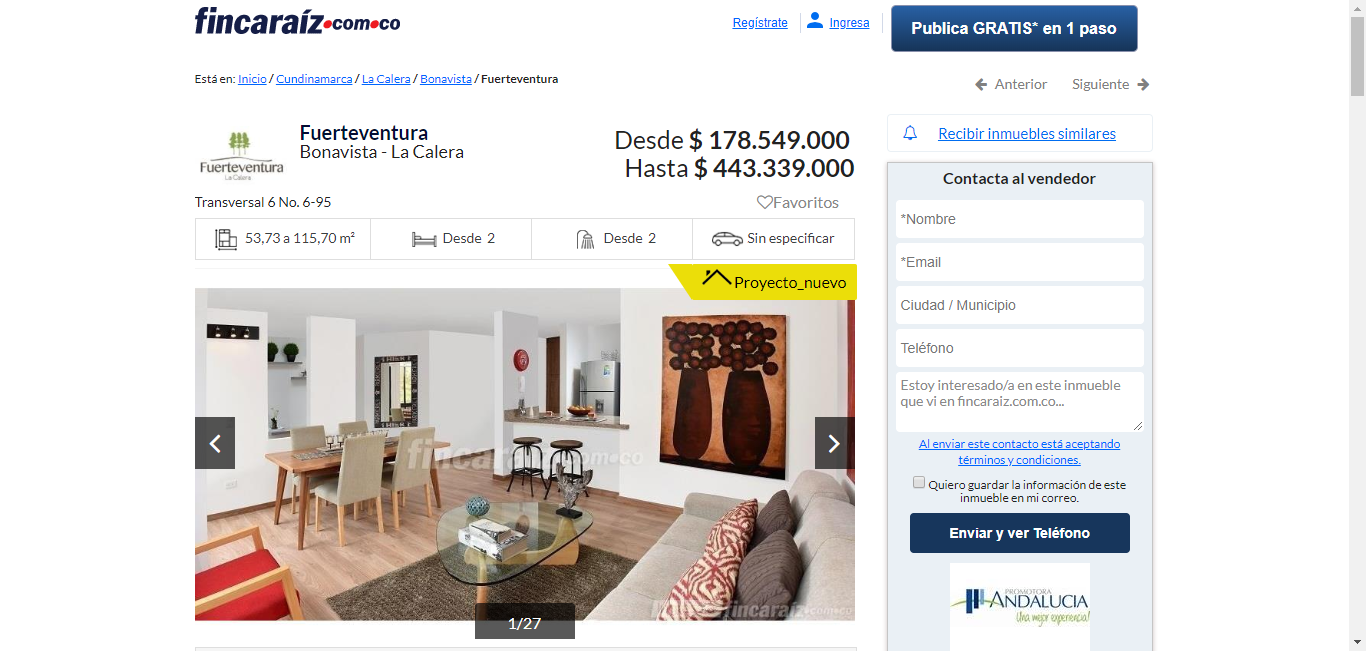 fincaraíz.com.co
Regístrate
Ingresa
Publica GRATIS* en 1 paso
Está en: Inicio / Cundinamarca / La Calera / Bonavista / Fuerteventura
Anterior
Siguiente
Fuerteventura
La Calera
Fuerteventura
Bonavista - La Calera
Desde $ 178.549.000
Hasta $ 443.339.000
Transversal 6 No. 6-95
Favoritos
53,73 a 115,70 m²
Desde 2
Desde 2
Sin especificar
Proyecto_nuevo
fincaraíz.com.co
fincaraíz.com.co
1/27
Recibir inmuebles similares
Contacta al vendedor
*Nombre
*Email
Ciudad / Municipio
Teléfono
Estoy interesado/a en este inmueble
que vi en fincaraiz.com.co...
Al enviar este contacto está aceptando
términos y condiciones.
Quiero guardar la información de este
inmueble en mi correo.
Enviar y ver Teléfono
PROMOTORA
ANDALUCIA
Una mejor experiencia!